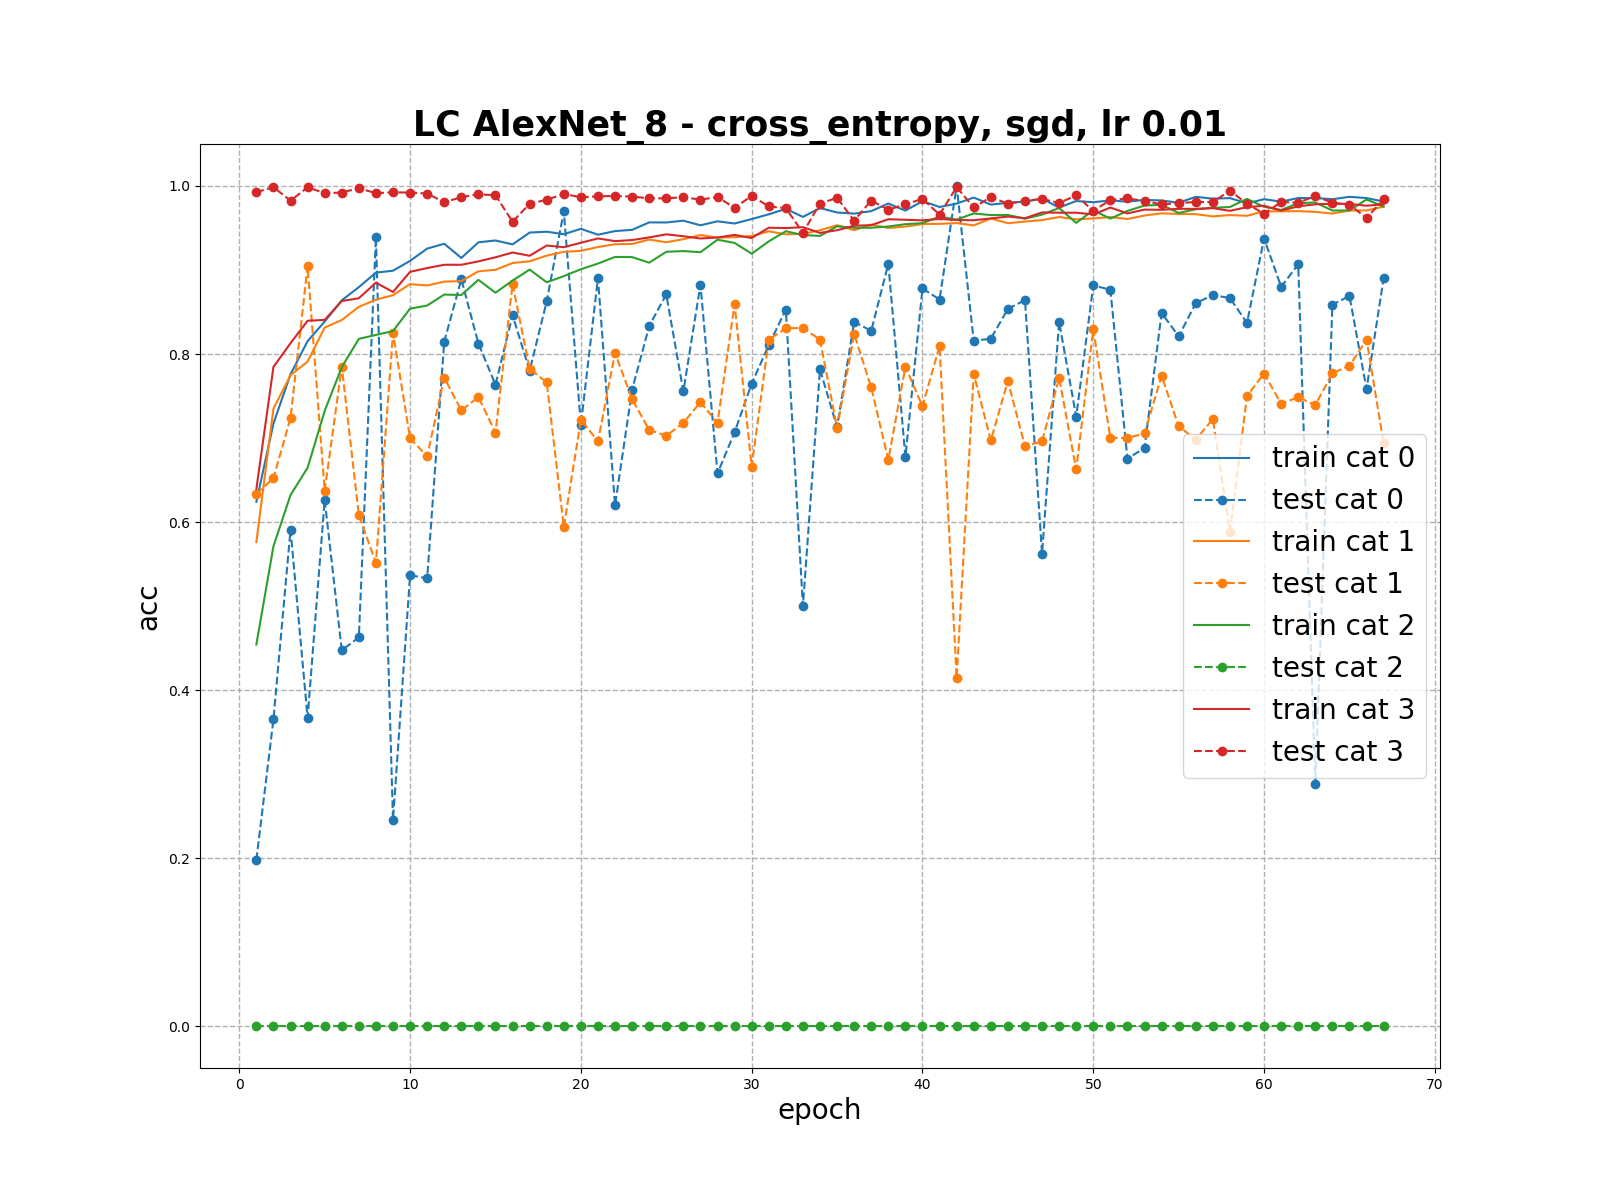 LC AlexNet_8 - cross_entropy, sgd, lr 0.01
1.0
0.8
0.6
0.4
0.2
0.0
acc
train cat 0
test cat 0
train cat 1
test cat 1
train cat 2
test cat 2
train cat 3
test cat 3
0 10 20 30 40 50 60 70
epoch